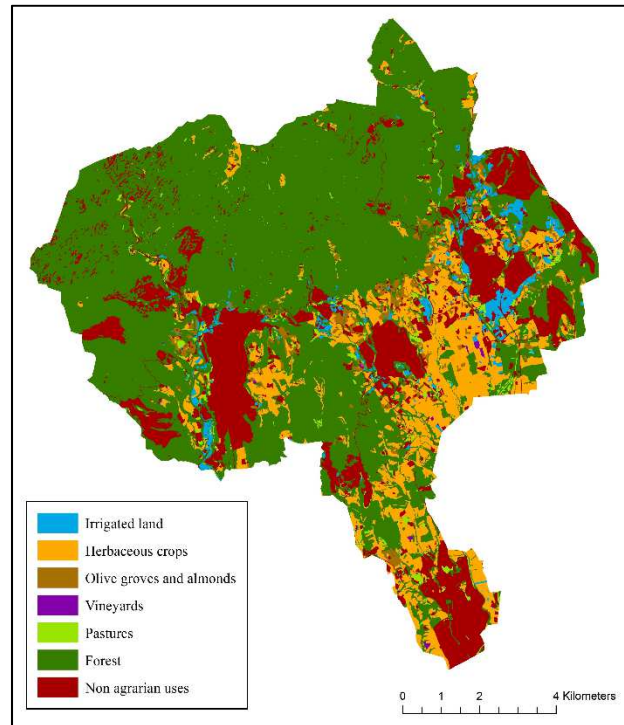 Irrigated land
Herbaceous crops
Olive groves and almonds
Vineyards
Pastures
Forest
Non agrarian uses
0 1 2 4 Kilometers